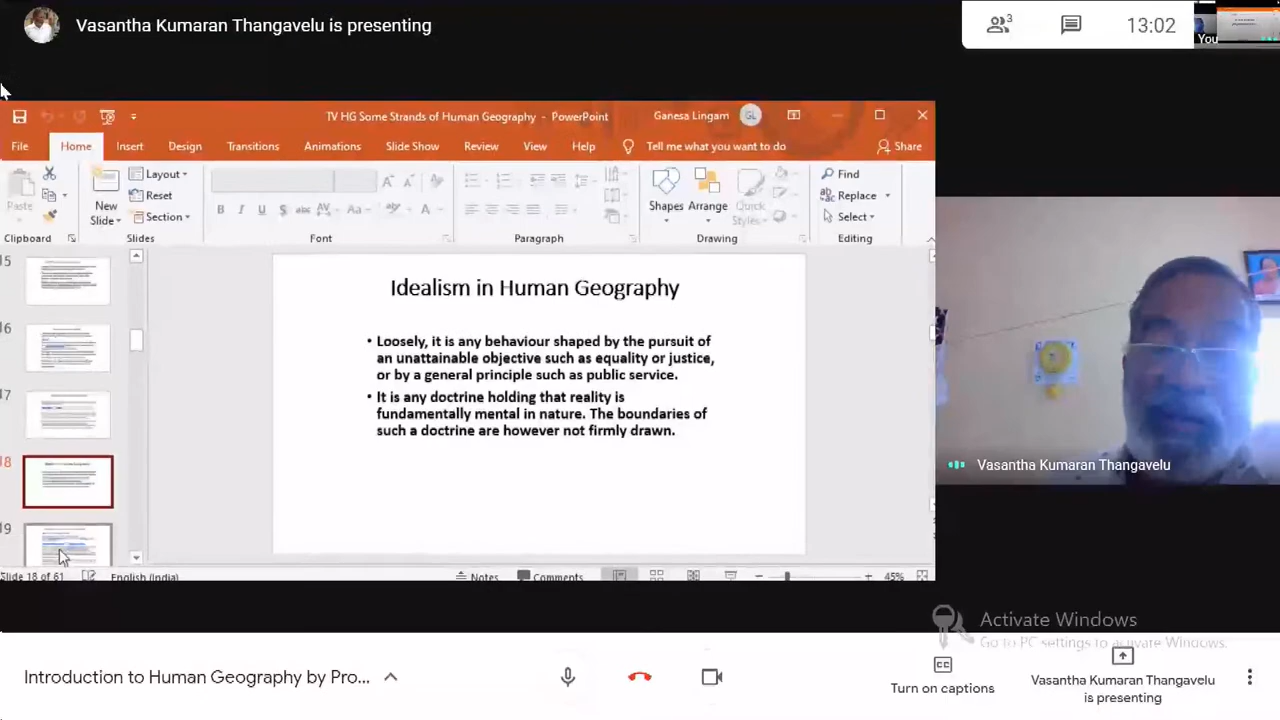 Vasantha Kumaran Thangavelu is presenting
3
13:02
You
TV HG Some Strands of Human Geography - PowerPoint
Ganesa Lingam
GL
File
Home
Insert
Design
Transitions
Animations
Slide Show
Review
View
Help
Tell me what you want to do
Share
Paste
New
Slide
Layout
Reset
Section
B I U S abc AV Aa A
Shapes
Arrange
Quick
Styles
Find
Replace
Select
Clipboard
Slides
Font
Paragraph
Drawing
Editing
15
16
17
18
19
Idealism in Human Geography
• Loosely, it is any behaviour shaped by the pursuit of
an unattainable objective such as equality or justice,
or by a general principle such as public service.
• It is any doctrine holding that reality is
fundamentally mental in nature. The boundaries of
such a doctrine are however not firmly drawn.
Vasantha Kumaran Thangavelu
Slide 18 of 61
English (India)
Notes
Comments
45%
Activate Windows
Go to PC settings to activate Windows.
Introduction to Human Geography by Pro...
CC
Turn on captions
Vasantha Kumaran Thangavelu
is presenting